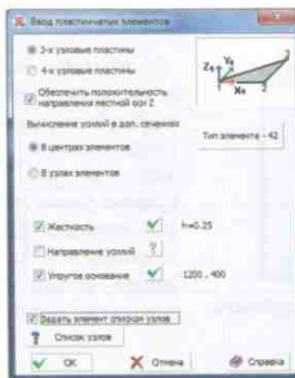 Ввод пластинчатых элементов
3-х узловые пластины
4-х узловые пластины
Обеспечить положительность
направления местной оси Z
Вычисление усилий в доп. сечениях
Тип элемента - 42
В центрах элементов
В узлах элементов
Жесткость
h=0.25
Направление усилий
?
Упругое основание
1200 , 400
Задать элемент списком узлов
? Список узлов
OK
Отмена
Справка